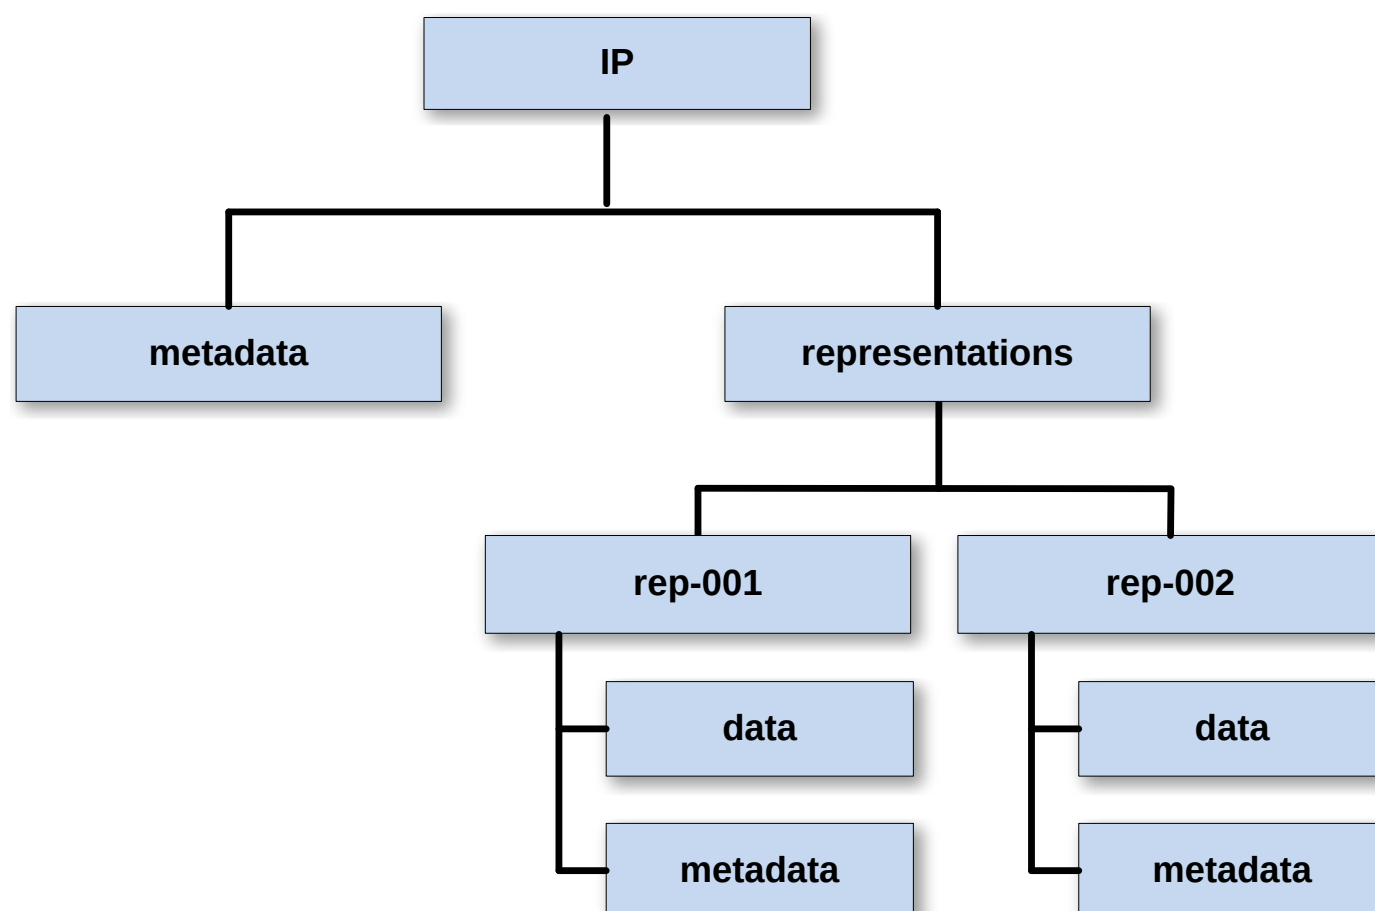 IP
metadata
representations
rep-001
rep-002
data
data
metadata
metadata